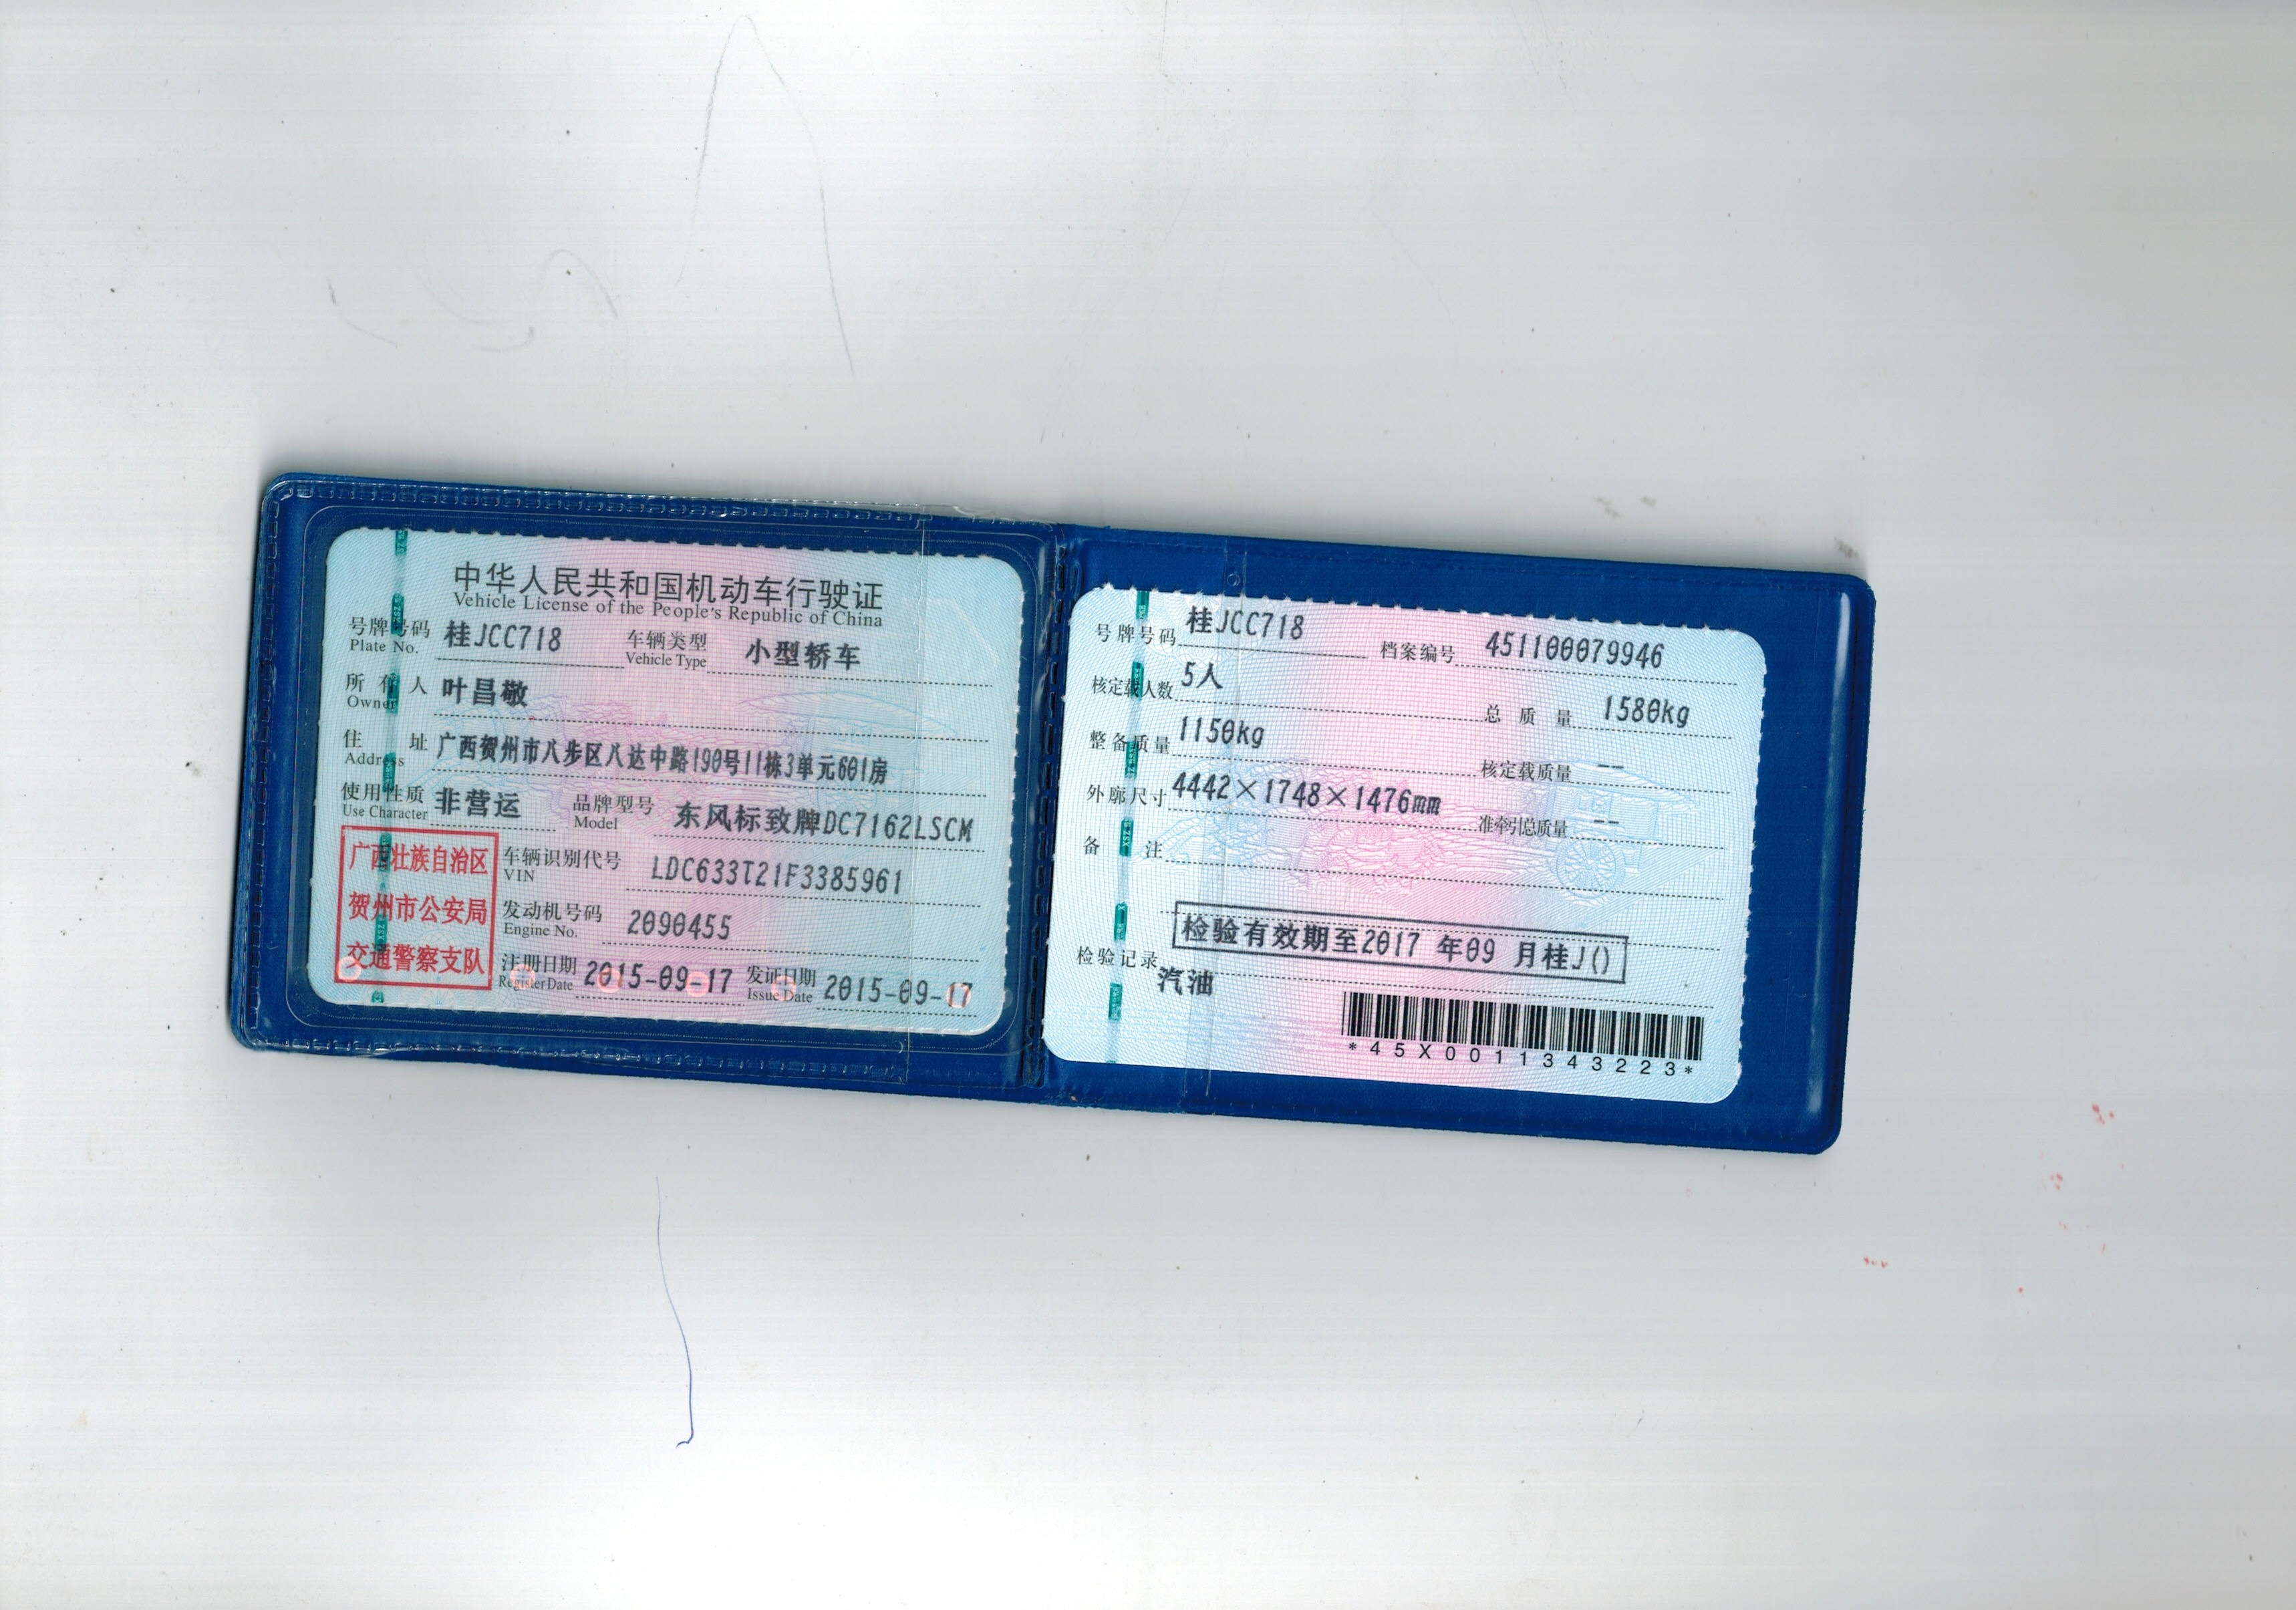 中华人民共和国机动车行驶证
Vehicle License of the People's Republic of China
号牌号码 桂JCC718 车辆类型 小型轿车
Plate No. Vehicle Type
所有人 叶昌敬
Owner
住址 广西贺州市八步区八达中路190号11栋3单元601房
Address
使用性质 非营运 品牌型号 东风标致牌DC7162LSCM
Use Character Model
广西壮族自治区
贺州市公安局
交通警察支队
车辆识别代号 LDC633T21F3385961
VIN
发动机号码 2090455
Engine No.
注册日期 2015-09-17 发证日期 2015-09-17
Register Date Issue Date
号牌号码 桂JCC718 档案编号 451100079946
核定载人数 5人 总质量 1580kg
整备质量 1150kg 核定载质量 --
外廓尺寸 4442×1748×1476mm 准牵引总质量 --
备注
检验有效期至2017 年09 月桂J()
检验记录
汽油
*45X0011343223*